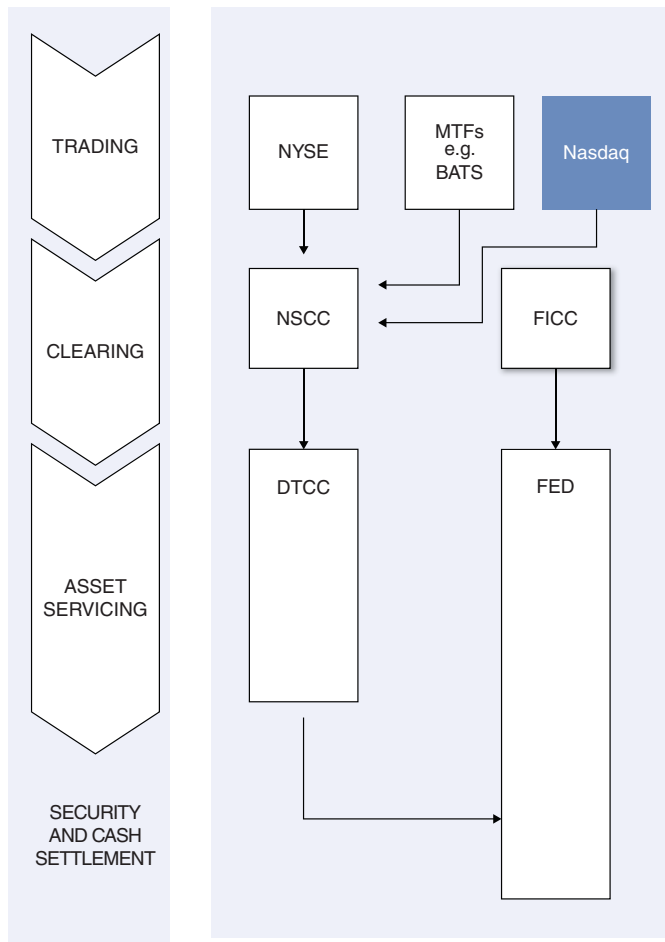 TRADING
NYSE
MTFs
e.g.
BATS
Nasdaq
CLEARING
NSCC
FICC
ASSET
SERVICING
DTCC
FED
SECURITY
AND CASH
SETTLEMENT